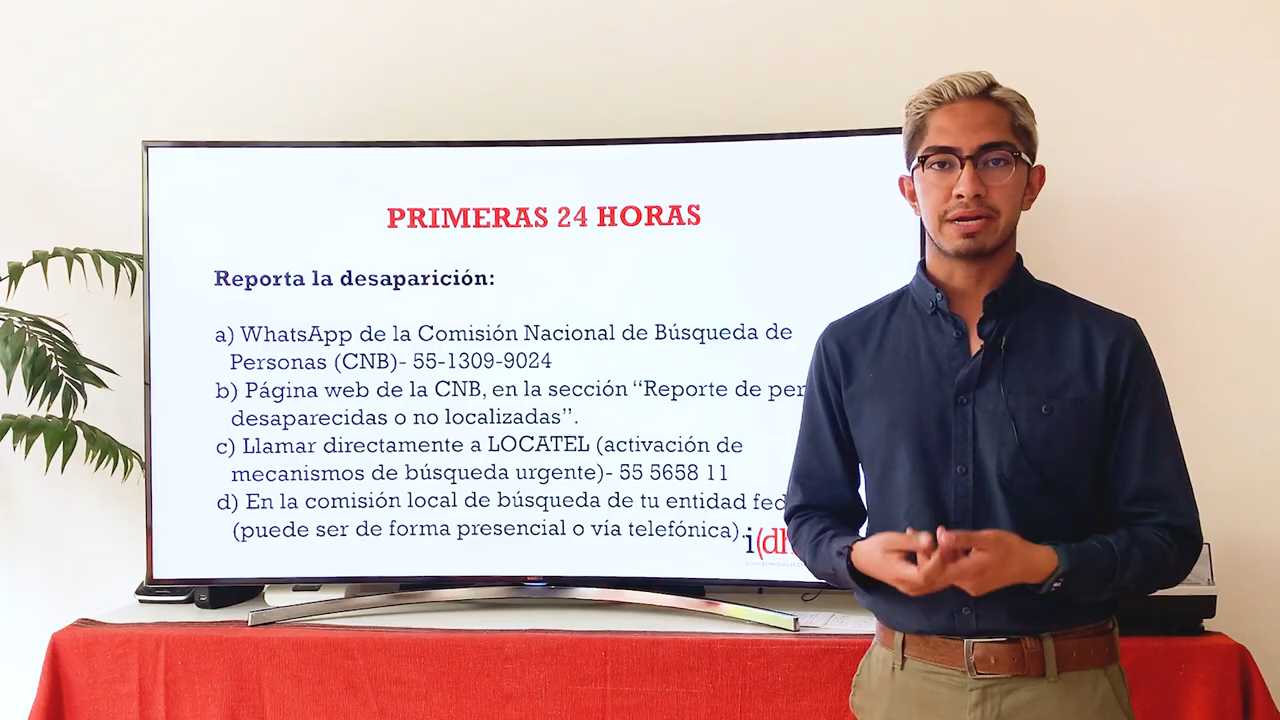 PRIMERAS 24 HORAS
Reporta la desaparición:
a) WhatsApp de la Comisión Nacional de Búsqueda de
Personas (CNB)- 55-1309-9024
b) Página web de la CNB, en la sección “Reporte de per
desaparecidas o no localizadas”.
c) Llamar directamente a LOCATEL (activación de
mecanismos de búsqueda urgente)- 55 5658 11
d) En la comisión local de búsqueda de tu entidad fed
(puede ser de forma presencial o vía telefónica).
i(dh